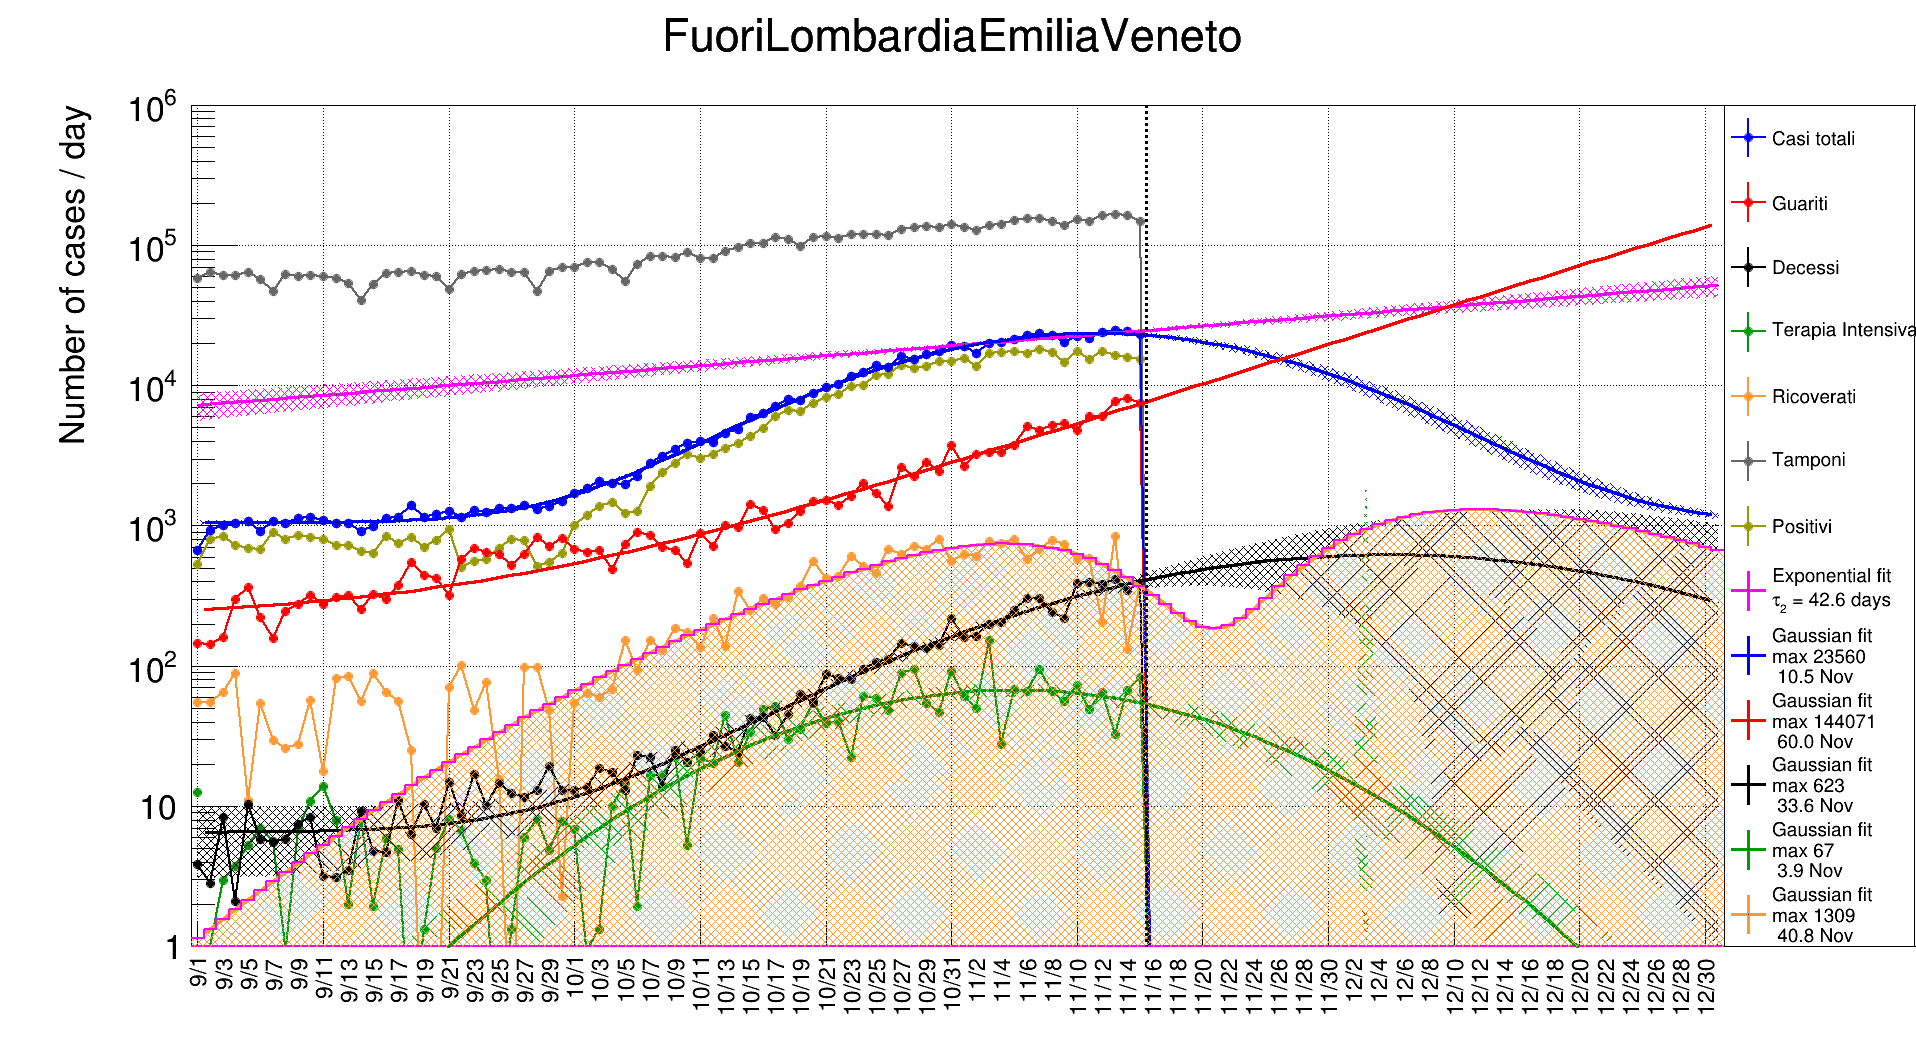 FuoriLombardiaEmiliaVeneto
Number of cases / day
10^6
10^5
10^4
10^3
10^2
10
1
9/1
9/3
9/5
9/7
9/9
9/11
9/13
9/15
9/17
9/19
9/21
9/23
9/25
9/27
9/29
10/1
10/3
10/5
10/7
10/9
10/11
10/13
10/15
10/17
10/19
10/21
10/23
10/25
10/27
10/29
10/31
11/2
11/4
11/6
11/8
11/10
11/12
11/14
11/16
11/18
11/20
11/22
11/24
11/26
11/28
11/30
12/2
12/4
12/6
12/8
12/10
12/12
12/14
12/16
12/18
12/20
12/22
12/24
12/26
12/28
12/30
Casi totali
Guariti
Decessi
Terapia Intensiva
Ricoverati
Tamponi
Positivi
Exponential fit
τ2 = 42.6 days
Gaussian fit
max 23560
10.5 Nov
Gaussian fit
max 144071
60.0 Nov
Gaussian fit
max 623
33.6 Nov
Gaussian fit
max 67
3.9 Nov
Gaussian fit
max 1309
40.8 Nov